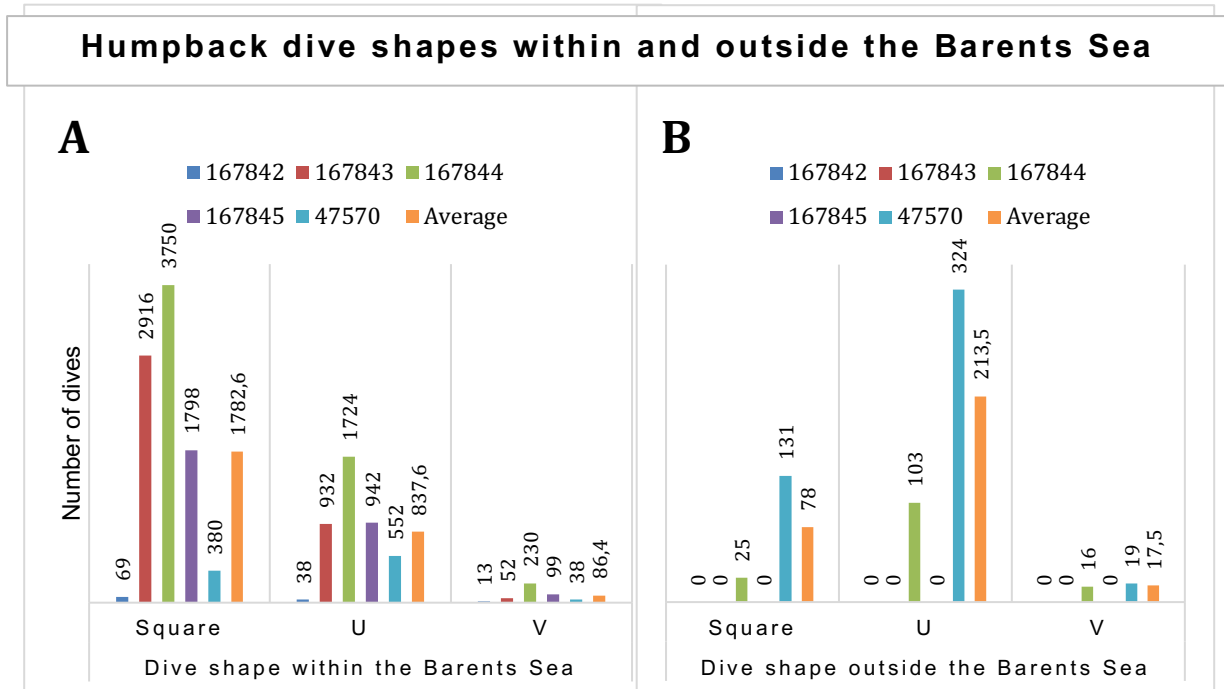 Humpback dive shapes within and outside the Barents Sea
A
167842 167843 167844
167845 47570 Average
Number of dives
69 2916 3750 1798 380 1782,6
38 932 1724 942 552 837,6
13 52 230 99 38 86,4
Square U V
Dive shape within the Barents Sea
B
167842 167843 167844
167845 47570 Average
0 0 25 0 131 78
0 0 103 0 324 213,5
0 0 16 0 19 17,5
Square U V
Dive shape outside the Barents Sea